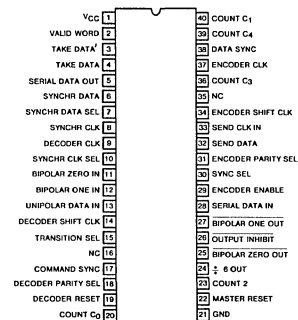 VCC 1
VALID WORD 2
TAKE DATA' 3
TAKE DATA 4
SERIAL DATA OUT 5
SYNCHR DATA 6
SYNCHR DATA SEL 7
SYNCHR CLK 8
DECODER CLK 9
SYNCHR CLK SEL 10
BIPOLAR ZERO IN 11
BIPOLAR ONE IN 12
UNIPOLAR DATA IN 13
DECODER SHIFT CLK 14
TRANSITION SEL 15
NC 16
COMMAND SYNC 17
DECODER PARITY SEL 18
DECODER RESET 19
COUNT C0 20
40 COUNT C1
39 COUNT C4
38 DATA SYNC
37 ENCODER CLK
36 COUNT C3
35 NC
34 ENCODER SHIFT CLK
33 SEND CLK IN
32 SEND DATA
31 ENCODER PARITY SEL
30 SYNC SEL
29 ENCODER ENABLE
28 SERIAL DATA IN
27 BIPOLAR ONE OUT
26 OUTPUT INHIBIT
25 BIPOLAR ZERO OUT
24 ÷ 6 OUT
23 COUNT 2
22 MASTER RESET
21 GND